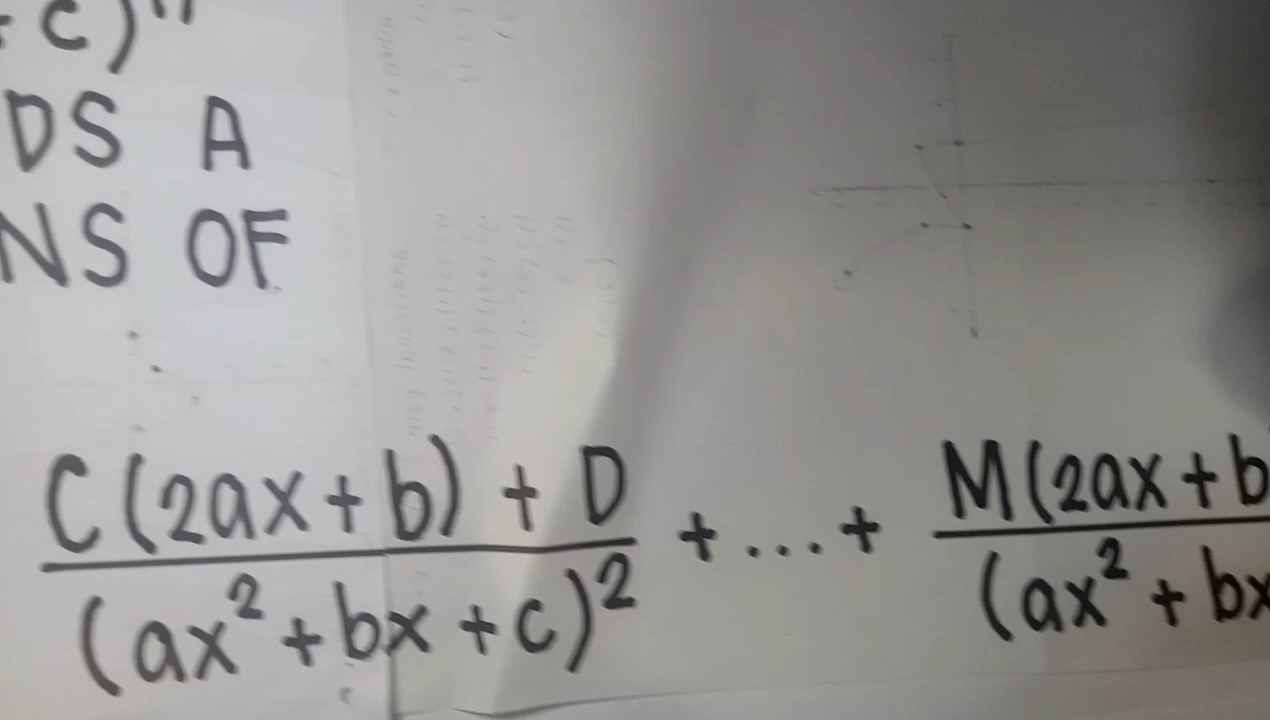 c)ⁿ
DS A
NS OF
C(2ax+b) + D + ... + M(2ax+b
(ax² + bx + c)² (ax² + bx